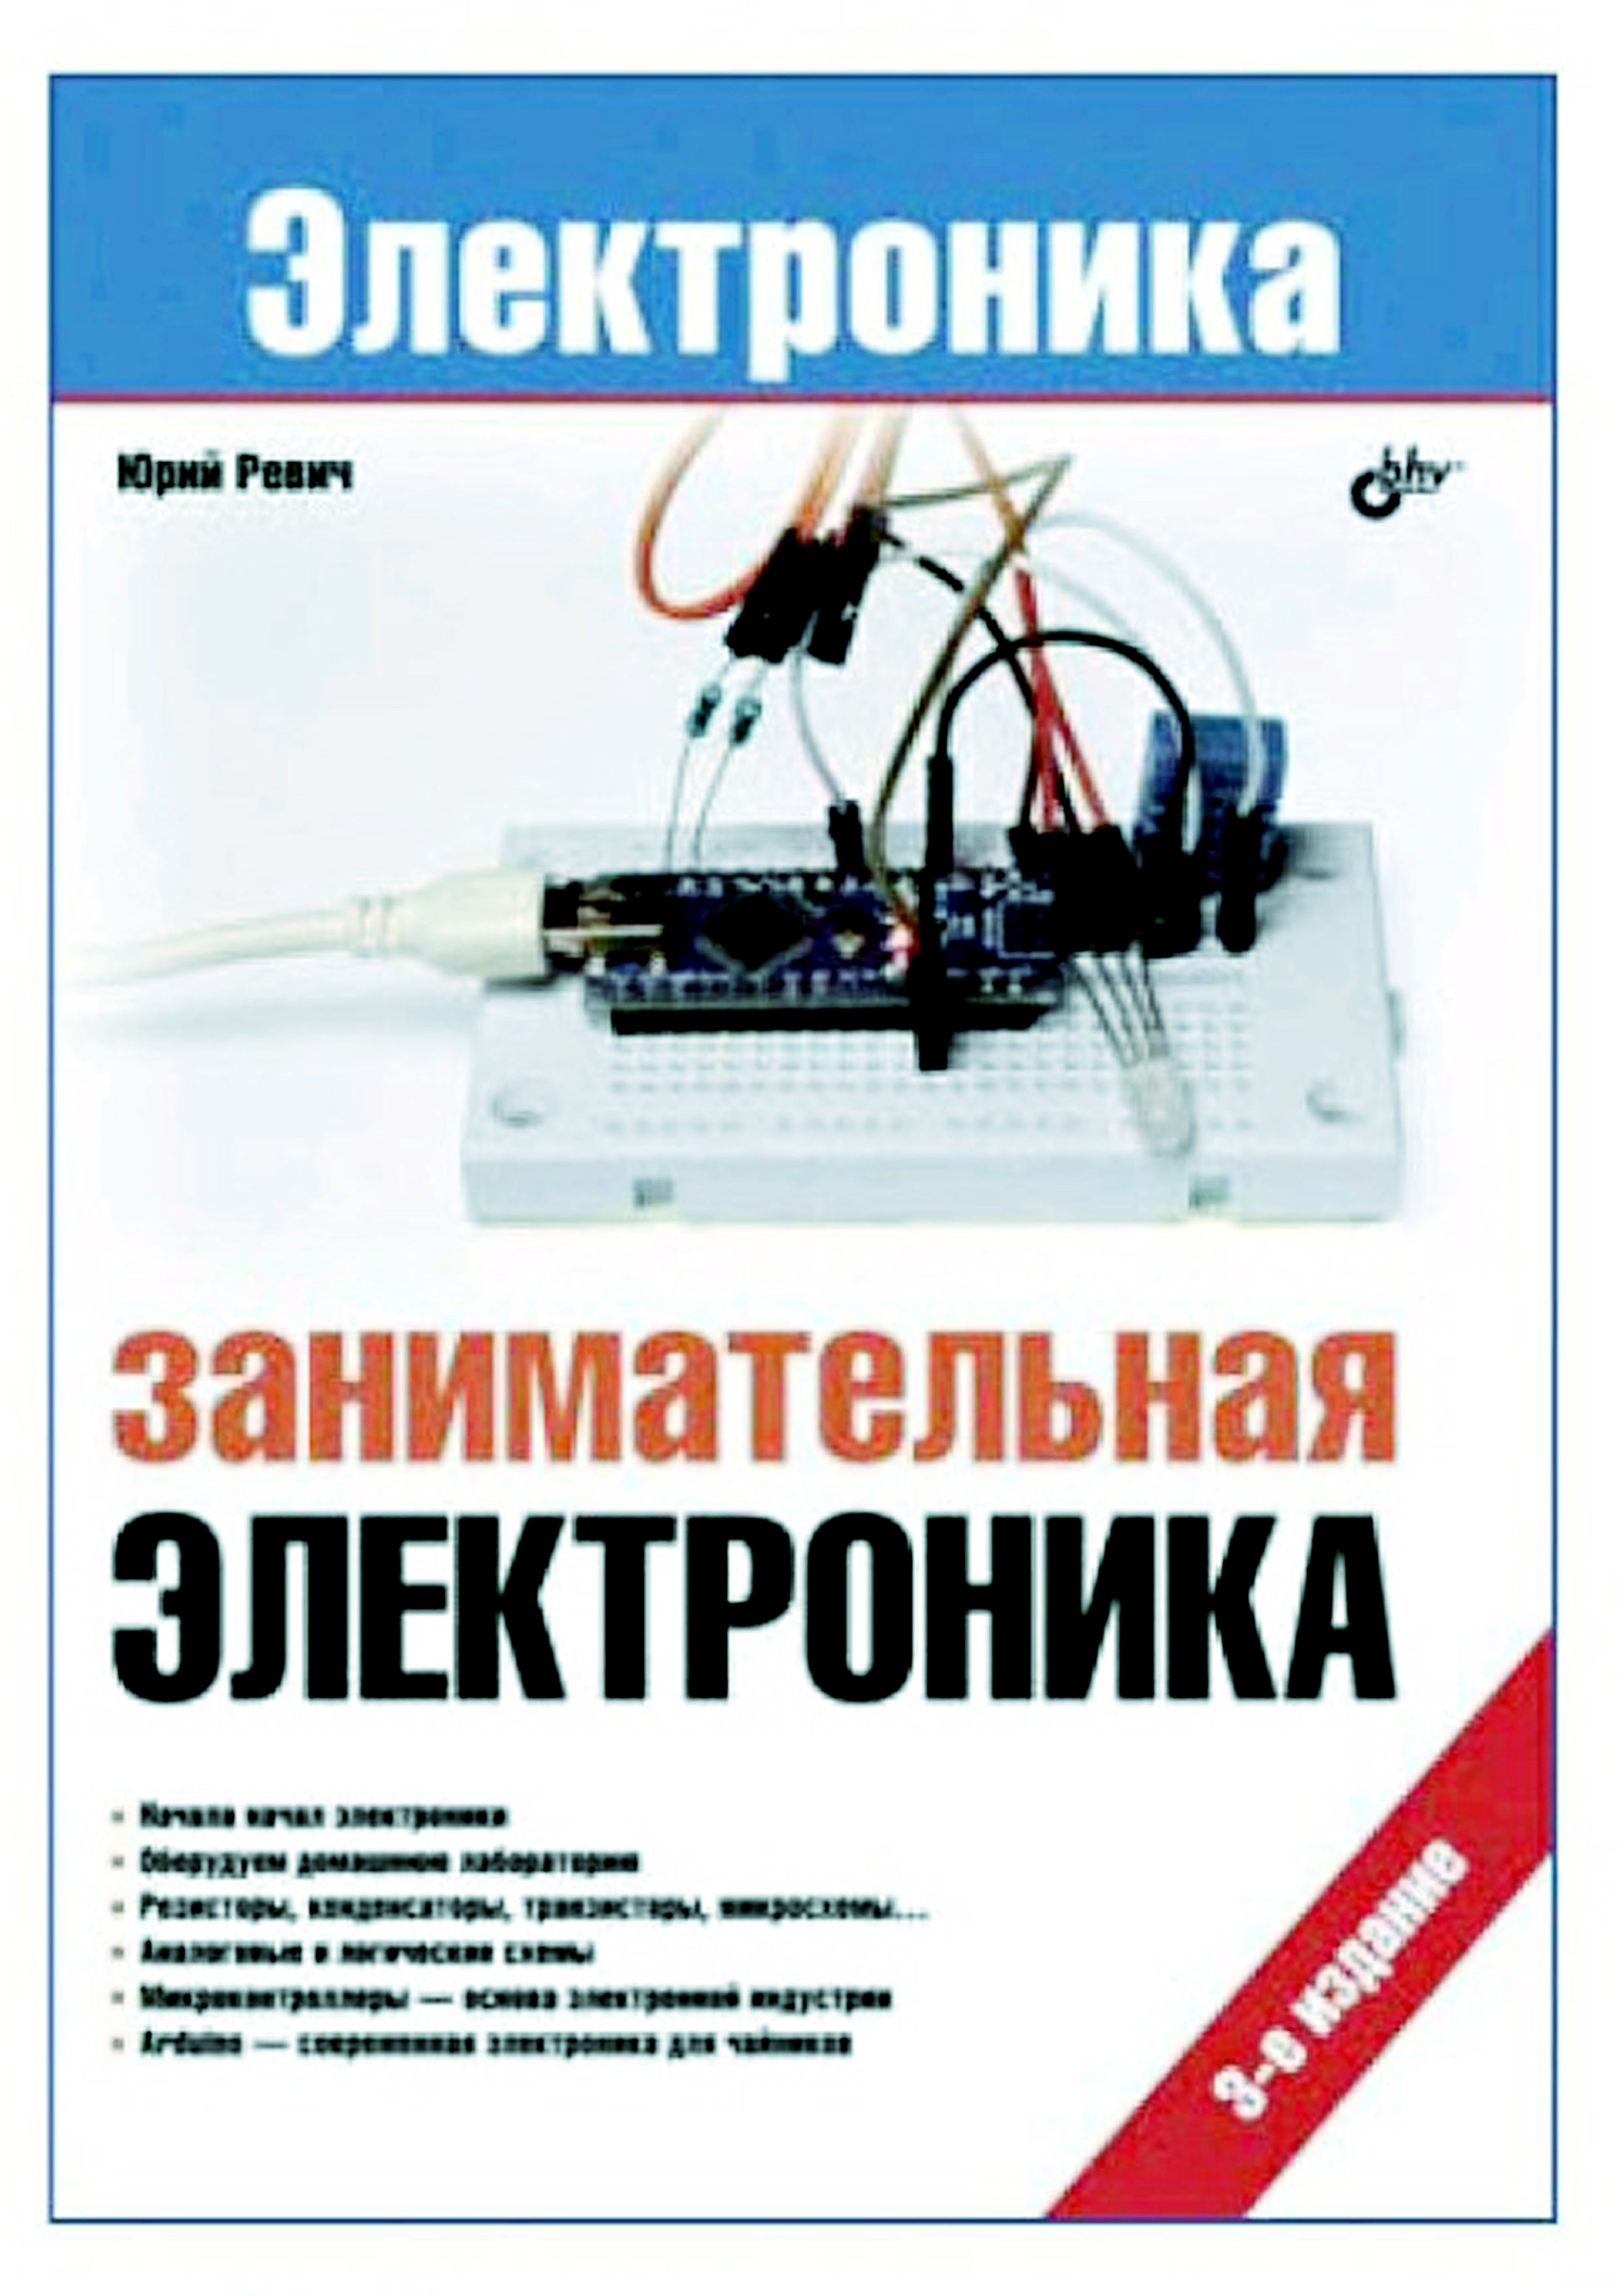 Электроника
Юрий Ревич
bhv
занимательная
ЭЛЕКТРОНИКА
Начала начал электроники
Оборудуем домашнюю лабораторию
Резисторы, конденсаторы, транзисторы, микросхемы...
Аналоговые и логические схемы
Микроконтроллеры — основа электронной индустрии
Arduino — современная электроника для чайников
3-е издание